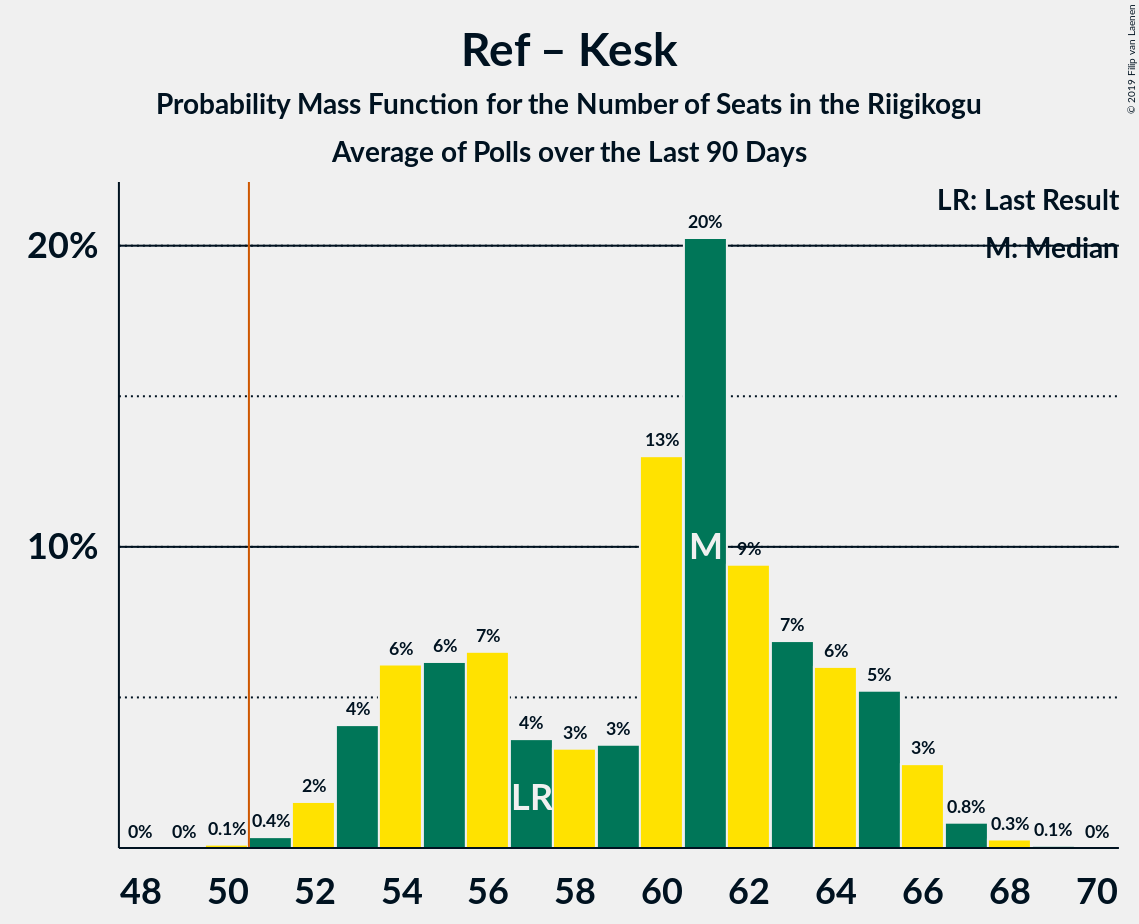 Ref – Kesk
Probability Mass Function for the Number of Seats in the Riigikogu
Average of Polls over the Last 90 Days
© 2019 Filip van Laenen
LR: Last Result
M: Median
20%
10%
0% 0% 0.1% 0.4% 2% 4% 6% 6% 7% 4% 3% 3% 13% 20% 9% 7% 6% 5% 3% 0.8% 0.3% 0.1% 0%
M
LR
48 50 52 54 56 58 60 62 64 66 68 70